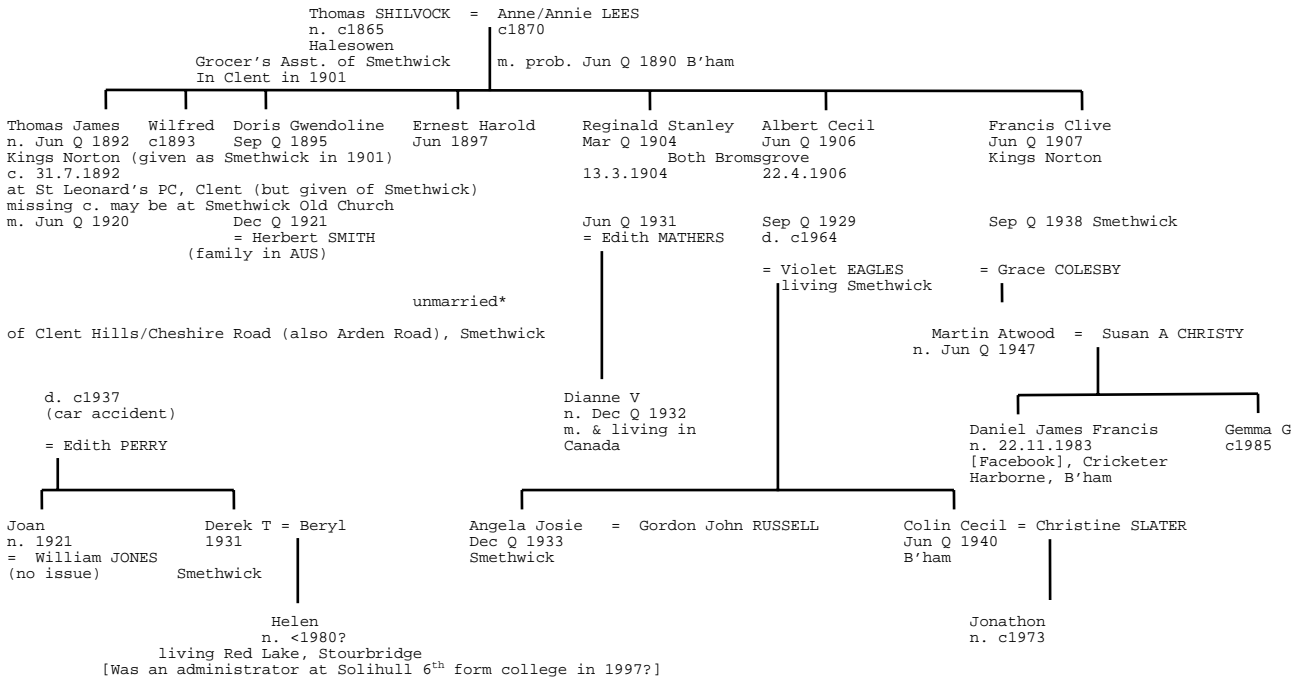 Thomas SHILVOCK = Anne/Annie LEES
n. c1865 c1870
Halesowen
Grocer's Asst. of Smethwick m. prob. Jun Q 1890 B'ham
In Clent in 1901
Thomas James Wilfred Doris Gwendoline Ernest Harold Reginald Stanley Albert Cecil Francis Clive
n. Jun Q 1892 c1893 Sep Q 1895 Jun 1897 Mar Q 1904 Jun Q 1906 Jun Q 1907
Kings Norton (given as Smethwick in 1901) Both Bromsgrove Kings Norton
c. 31.7.1892 13.3.1904 22.4.1906
at St Leonard's PC, Clent (but given of Smethwick)
missing c. may be at Smethwick Old Church
m. Jun Q 1920 Dec Q 1921 Jun Q 1931 Sep Q 1929 Sep Q 1938 Smethwick
= Herbert SMITH = Edith MATHERS d. c1964
(family in AUS)
= Violet EAGLES = Grace COLESBY
living Smethwick
unmarried*
of Clent Hills/Cheshire Road (also Arden Road), Smethwick Martin Atwood = Susan A CHRISTY
n. Jun Q 1947
d. c1937 Dianne V
(car accident) n. Dec Q 1932
m. & living in Daniel James Francis Gemma G
= Edith PERRY Canada n. 22.11.1983 c1985
[Facebook], Cricketer
Harborne, B'ham
Joan Derek T = Beryl Angela Josie = Gordon John RUSSELL Colin Cecil = Christine SLATER
n. 1921 1931 Dec Q 1933 Jun Q 1940
= William JONES Smethwick B'ham
(no issue) Smethwick
Helen Jonathon
n. <1980? n. c1973
living Red Lake, Stourbridge
[Was an administrator at Solihull 6th form college in 1997?]